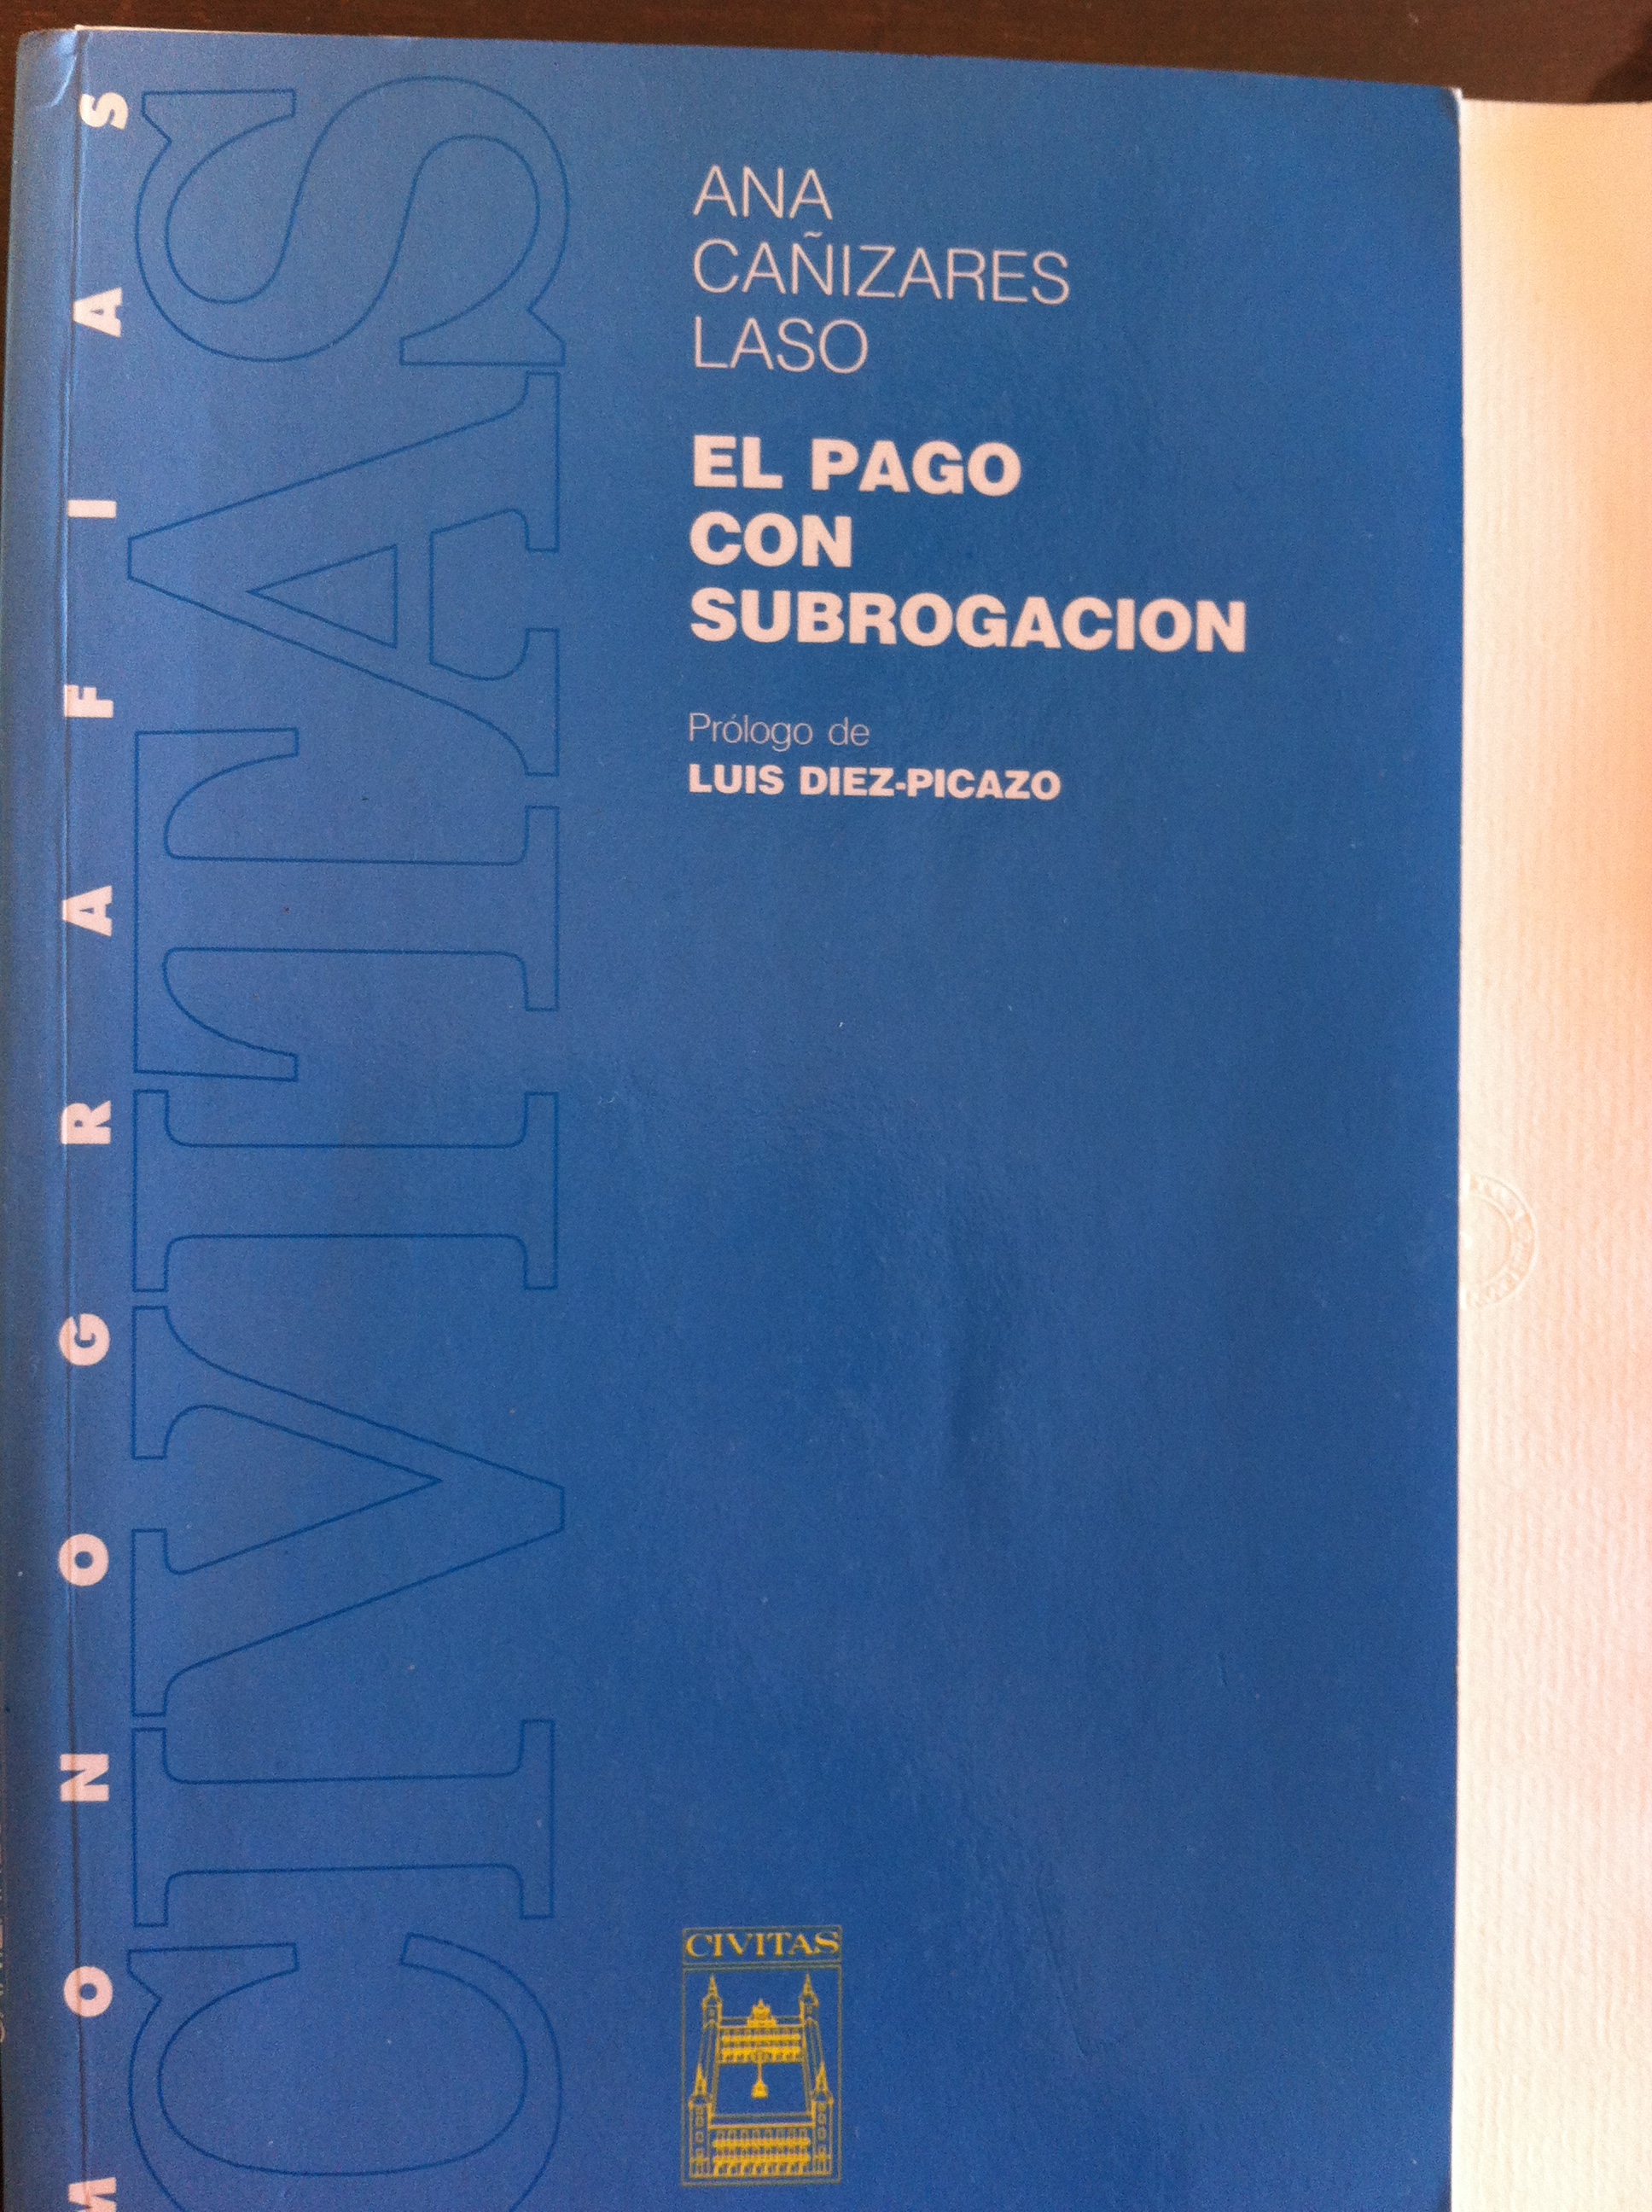 ANA
CAÑIZARES
LASO
EL PAGO
CON
SUBROGACION
Prólogo de
LUIS DIEZ-PICAZO
MONOGRAFIAS
CIVITAS
CIVITAS